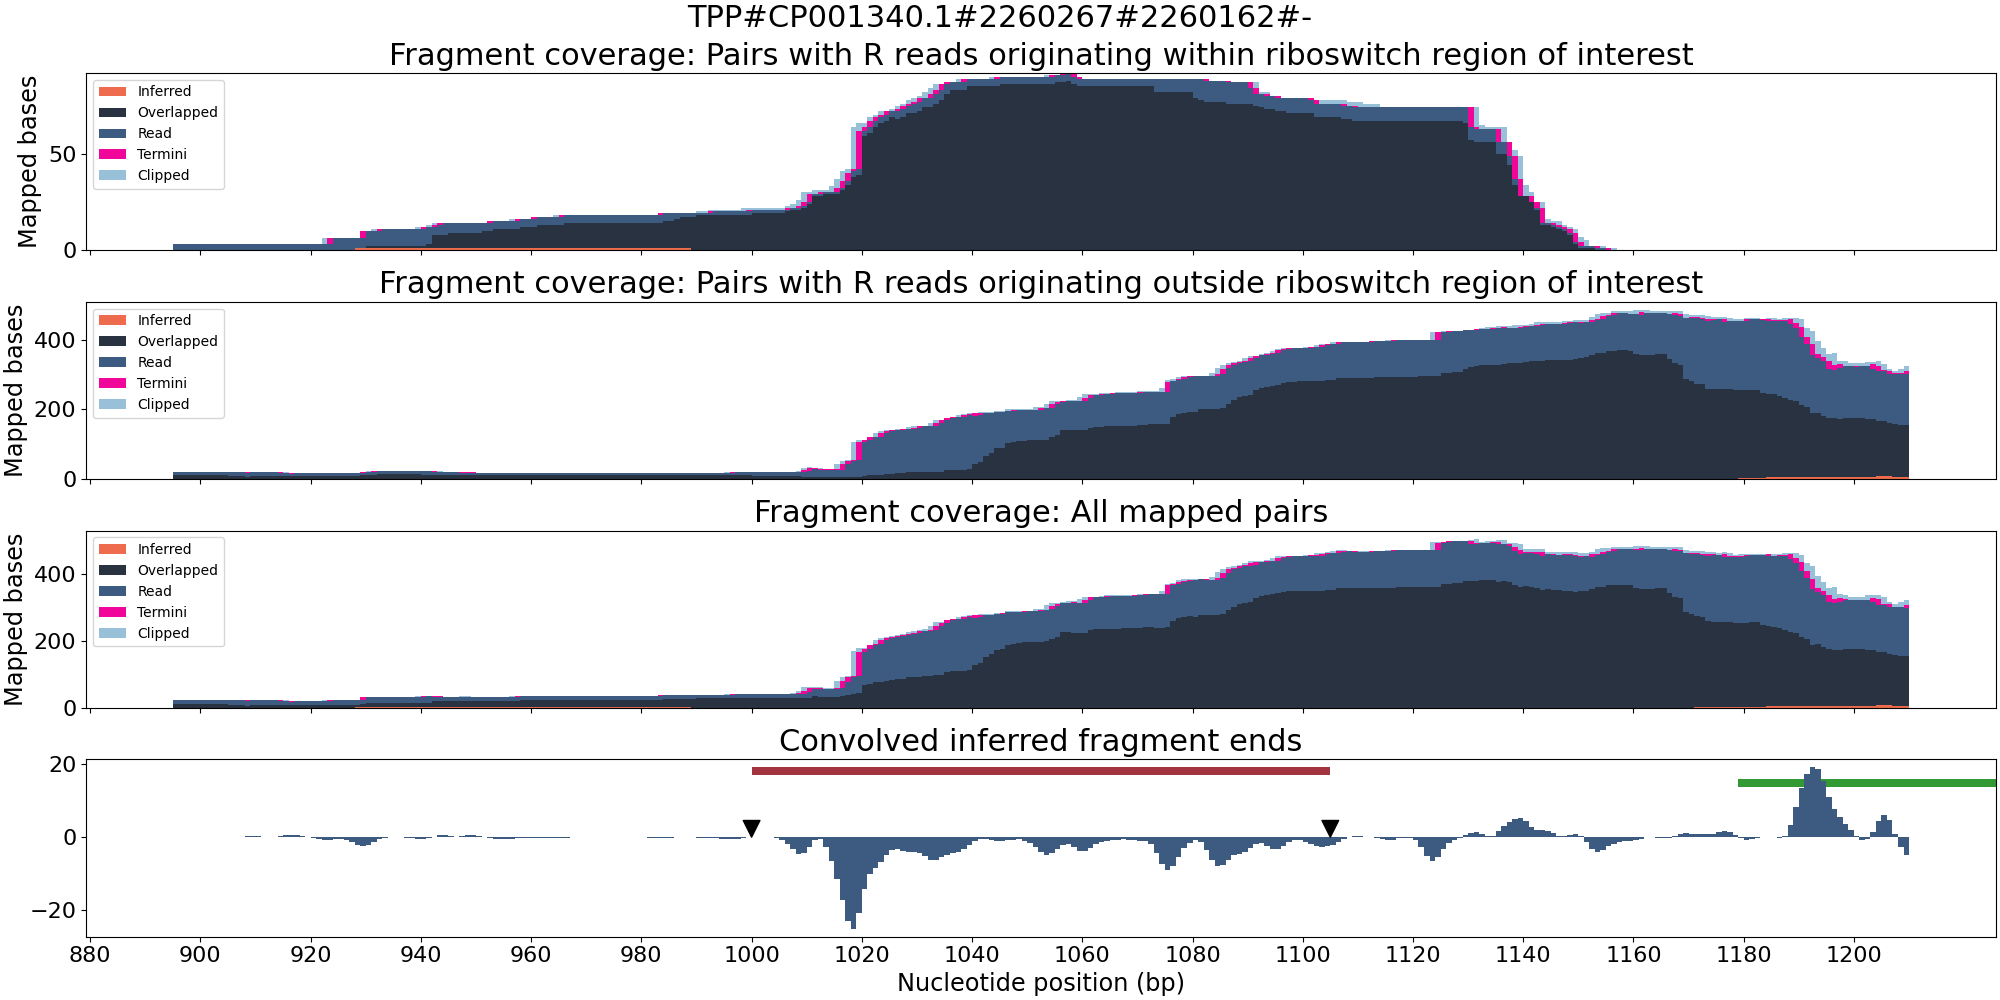 TPP#CP001340.1#2260267#2260162#-
Fragment coverage: Pairs with R reads originating within riboswitch region of interest
Mapped bases
50
0
Inferred
Overlapped
Read
Termini
Clipped
Fragment coverage: Pairs with R reads originating outside riboswitch region of interest
Mapped bases
400
200
0
Inferred
Overlapped
Read
Termini
Clipped
Fragment coverage: All mapped pairs
Mapped bases
400
200
0
Inferred
Overlapped
Read
Termini
Clipped
Convolved inferred fragment ends
20
0
−20
880 900 920 940 960 980 1000 1020 1040 1060 1080 1100 1120 1140 1160 1180 1200
Nucleotide position (bp)